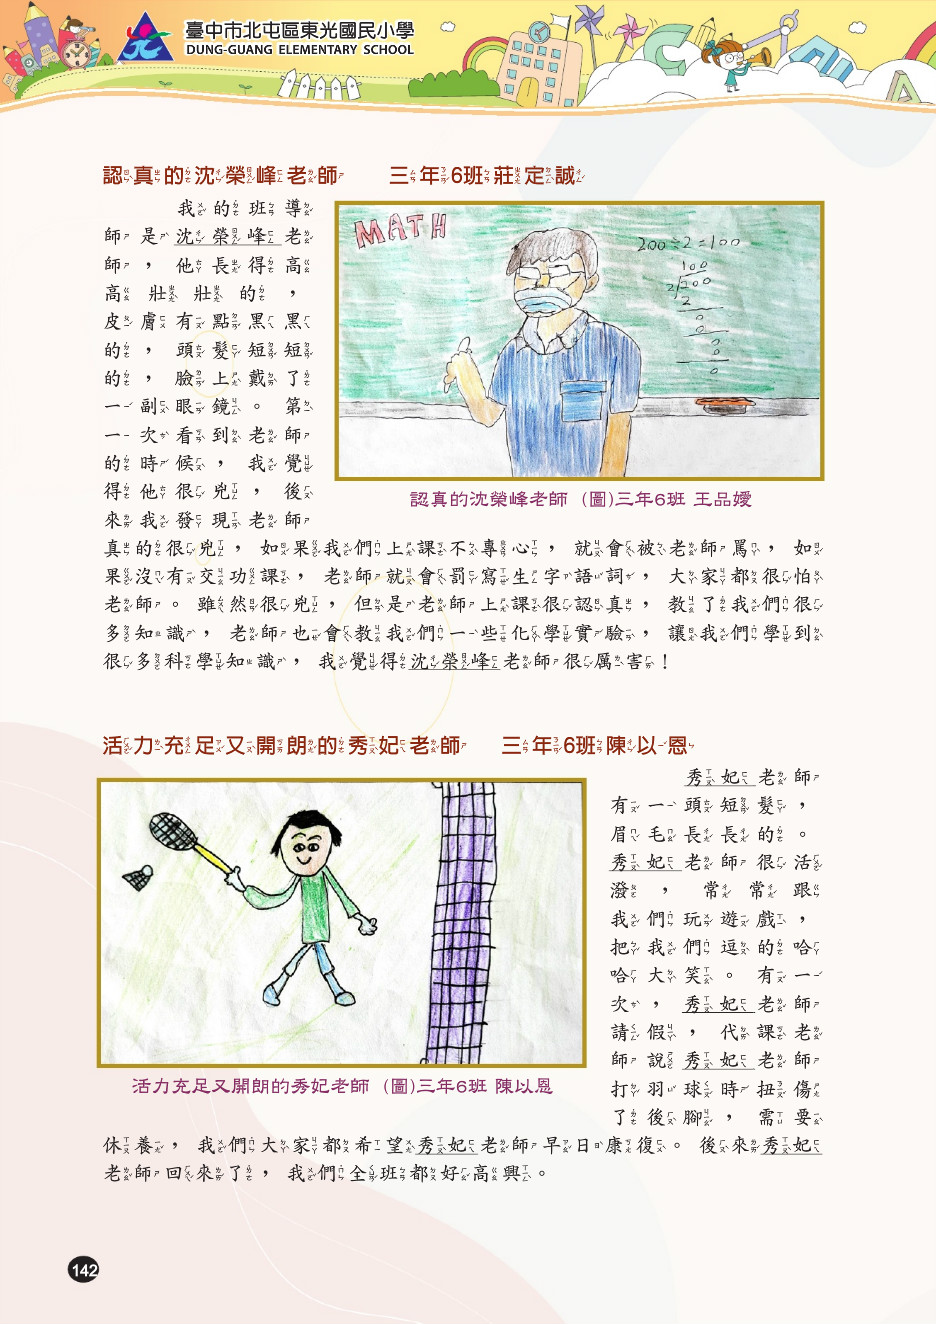 臺中市北屯區東光國民小學
DUNG-GUANG ELEMENTARY SCHOOL
認真的沈榮峰老師 三年6班莊定誠
我的班導
師是沈榮峰老
師，他長得高
高壯壯的，
皮膚有點黑黑
的，頭髮短短
的，臉上戴了
一副眼鏡。第
一次看到老師
的時候，我覺
得他很兇，後
來我發現老師
真的很兇，如果我們上課不專心，就會被老師罵，如
果沒有交功課，老師就會罰寫生字語詞，大家都很怕
老師。雖然很兇，但是老師上課很認真，教了我們很
多知識，老師也會教我們一些化學實驗，讓我們學到
很多科學知識，我覺得沈榮峰老師很厲害！
MATH
200÷2=100
100
2√200
2
0
0
0
0
0
認真的沈榮峰老師 (圖)三年6班 王品嬡
活力充足又開朗的秀妃老師 三年6班陳以恩
秀妃老師
有一頭短髮，
眉毛長長的。
秀妃老師很活
潑，常常跟
我們玩遊戲，
把我們逗的哈
哈大笑。有一
次，秀妃老師
請假，代課老
師說秀妃老師
打羽球時扭傷
了後腳，需要
休養，我們大家都希望秀妃老師早日康復。後來秀妃
老師回來了，我們全班都好高興。
活力充足又開朗的秀妃老師 (圖)三年6班 陳以恩
142